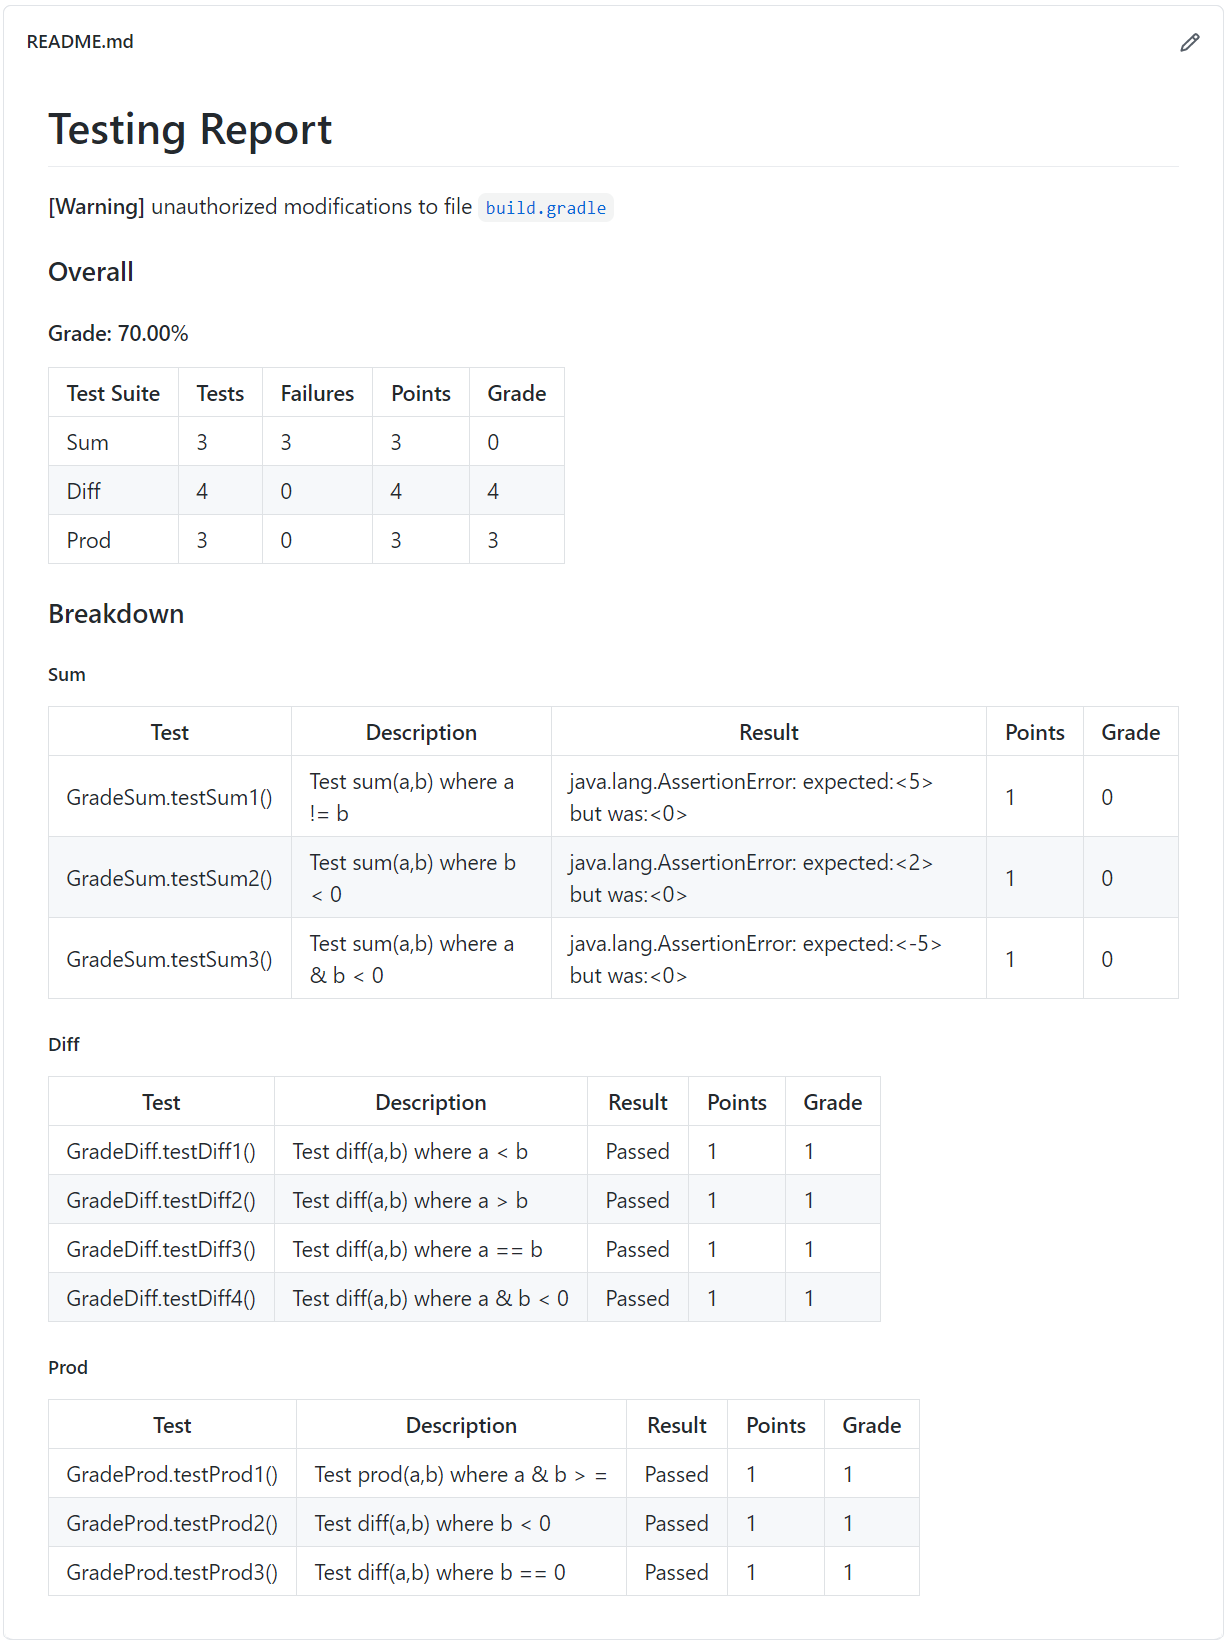 README.md
Testing Report
[Warning] unauthorized modifications to file build.gradle
Overall
Grade: 70.00%
Test Suite Tests Failures Points Grade
Sum 3 3 3 0
Diff 4 0 4 4
Prod 3 0 3 3
Breakdown
Sum
Test Description Result Points Grade
GradeSum.testSum1() Test sum(a,b) where a != b java.lang.AssertionError: expected:<5> but was:<0> 1 0
GradeSum.testSum2() Test sum(a,b) where b < 0 java.lang.AssertionError: expected:<2> but was:<0> 1 0
GradeSum.testSum3() Test sum(a,b) where a & b < 0 java.lang.AssertionError: expected:<-5> but was:<0> 1 0
Diff
Test Description Result Points Grade
GradeDiff.testDiff1() Test diff(a,b) where a < b Passed 1 1
GradeDiff.testDiff2() Test diff(a,b) where a > b Passed 1 1
GradeDiff.testDiff3() Test diff(a,b) where a == b Passed 1 1
GradeDiff.testDiff4() Test diff(a,b) where a & b < 0 Passed 1 1
Prod
Test Description Result Points Grade
GradeProd.testProd1() Test prod(a,b) where a & b > = Passed 1 1
GradeProd.testProd2() Test diff(a,b) where b < 0 Passed 1 1
GradeProd.testProd3() Test diff(a,b) where b == 0 Passed 1 1